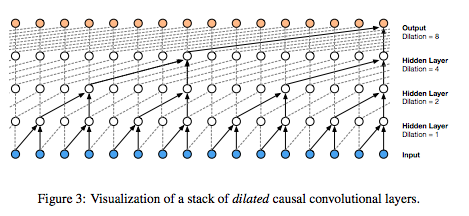 Output
Dilation = 8
Hidden Layer
Dilation = 4
Hidden Layer
Dilation = 2
Hidden Layer
Dilation = 1
Input
Figure 3: Visualization of a stack of dilated causal convolutional layers.